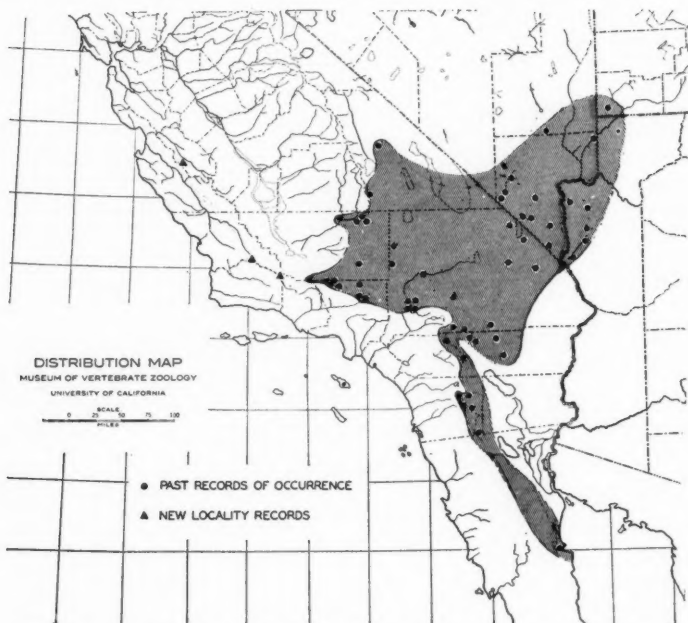 DISTRIBUTION MAP
MUSEUM OF VERTEBRATE ZOOLOGY
UNIVERSITY OF CALIFORNIA
SCALE
0 25 50 75 100
MILES
● PAST RECORDS OF OCCURRENCE
▲ NEW LOCALITY RECORDS